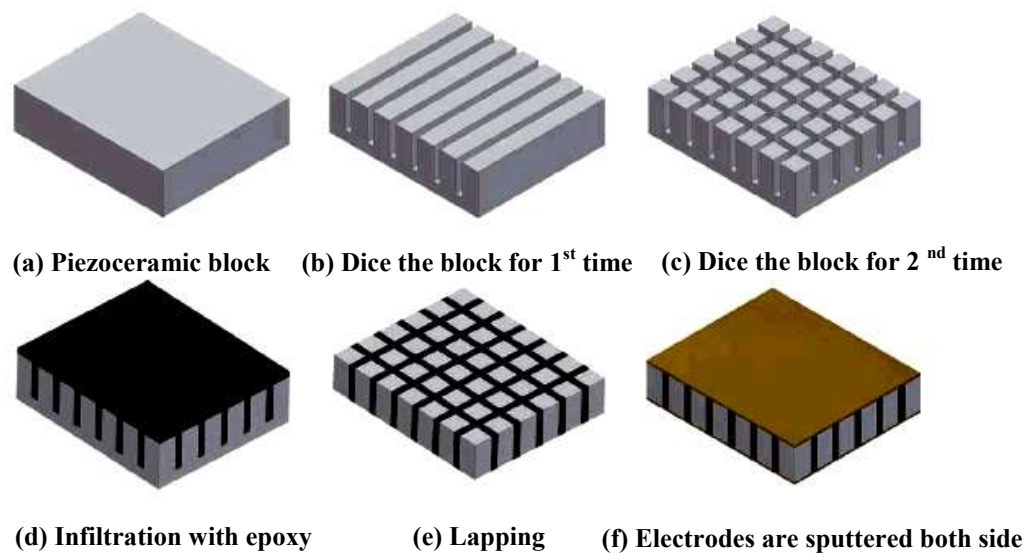 (a) Piezoceramic block
(b) Dice the block for 1st time
(c) Dice the block for 2 nd time
(d) Infiltration with epoxy
(e) Lapping
(f) Electrodes are sputtered both side